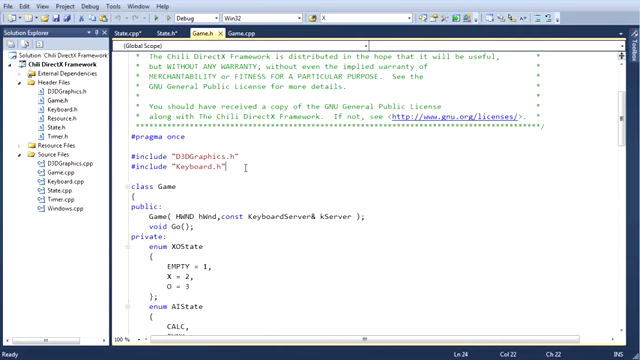 File Edit View Project Build Debug Team Data Tools Test Window Help
Debug Win32 X
Solution Explorer
State.cpp* State.h* Game.h Game.cpp
(Global Scope)
Solution 'Chili DirectX Framework'
Chili DirectX Framework
External Dependencies
Header Files
D3DGraphics.h
Game.h
Keyboard.h
Resource.h
State.h
Timer.h
Resource Files
Source Files
D3DGraphics.cpp
Game.cpp
Keyboard.cpp
State.cpp
Timer.cpp
Windows.cpp
* The Chili DirectX Framework is distributed in the hope that it will be useful,
* but WITHOUT ANY WARRANTY; without even the implied warranty of
* MERCHANTABILITY or FITNESS FOR A PARTICULAR PURPOSE. See the
* GNU General Public License for more details.
* You should have received a copy of the GNU General Public License
* along with The Chili DirectX Framework. If not, see <http://www.gnu.org/licenses/>.
#pragma once
#include "D3DGraphics.h"
#include "Keyboard.h"
class Game
{
public:
Game( HWND hWnd,const KeyboardServer& kServer );
void Go();
private:
enum XOState
{
EMPTY = 1,
X = 2,
O = 3
};
enum AIState
{
CALC,
100 %
Ready Ln 24 Col 22 Ch 22 INS
Toolbox